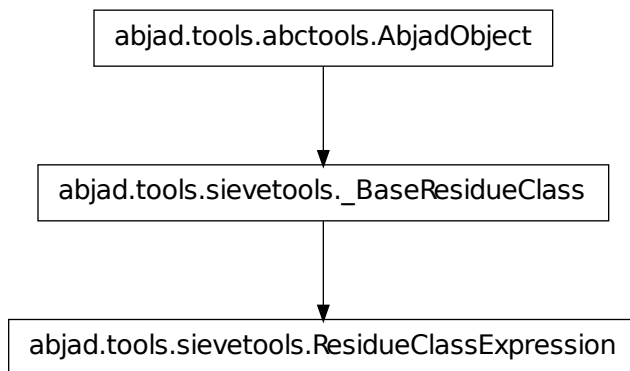 abjad.tools.abctools.AbjadObject
abjad.tools.sievetools._BaseResidueClass
abjad.tools.sievetools.ResidueClassExpression